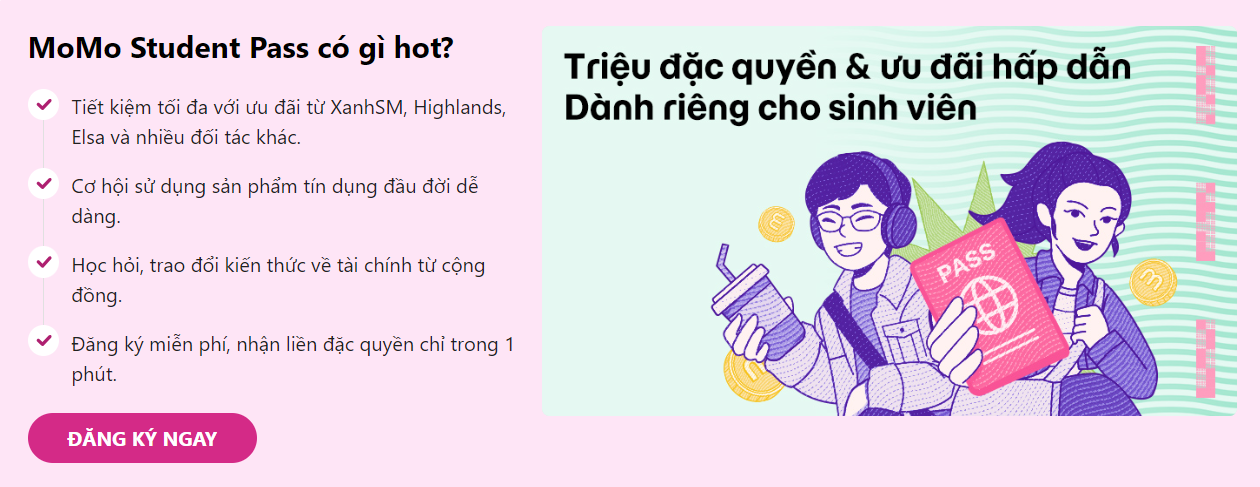 MoMo Student Pass có gì hot?
Tiết kiệm tối đa với ưu đãi từ XanhSM, Highlands,
Elsa và nhiều đối tác khác.
Cơ hội sử dụng sản phẩm tín dụng đầu đời dễ
dàng.
Học hỏi, trao đổi kiến thức về tài chính từ cộng
đồng.
Đăng ký miễn phí, nhận liền đặc quyền chỉ trong 1
phút.
ĐĂNG KÝ NGAY
Triệu đặc quyền & ưu đãi hấp dẫn
Dành riêng cho sinh viên
PASS
m
m
m